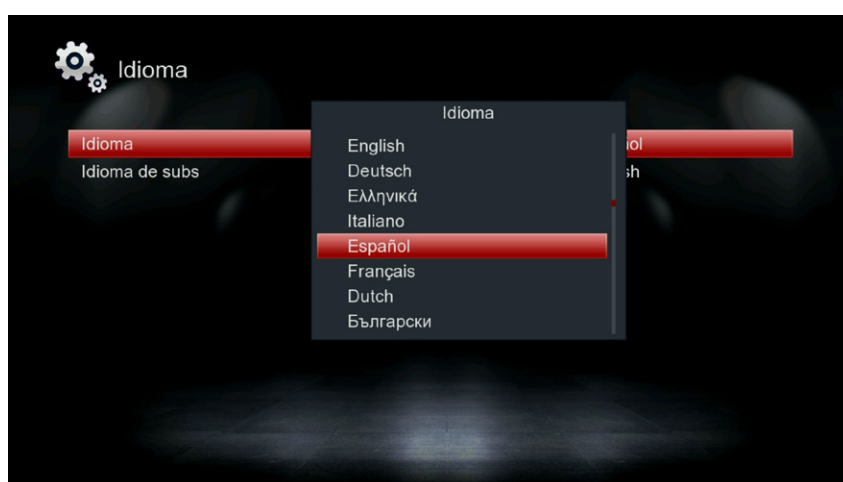 Idioma
Idioma
Idioma
Idioma de subs
English
Deutsch
Ελληνικά
Italiano
Español
Français
Dutch
Български